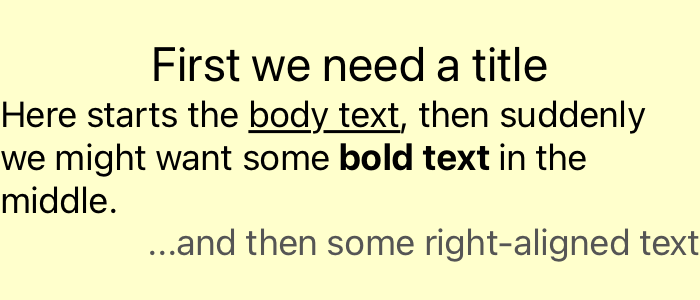 First we need a title
Here starts the body text, then suddenly
we might want some bold text in the
middle.
...and then some right-aligned text